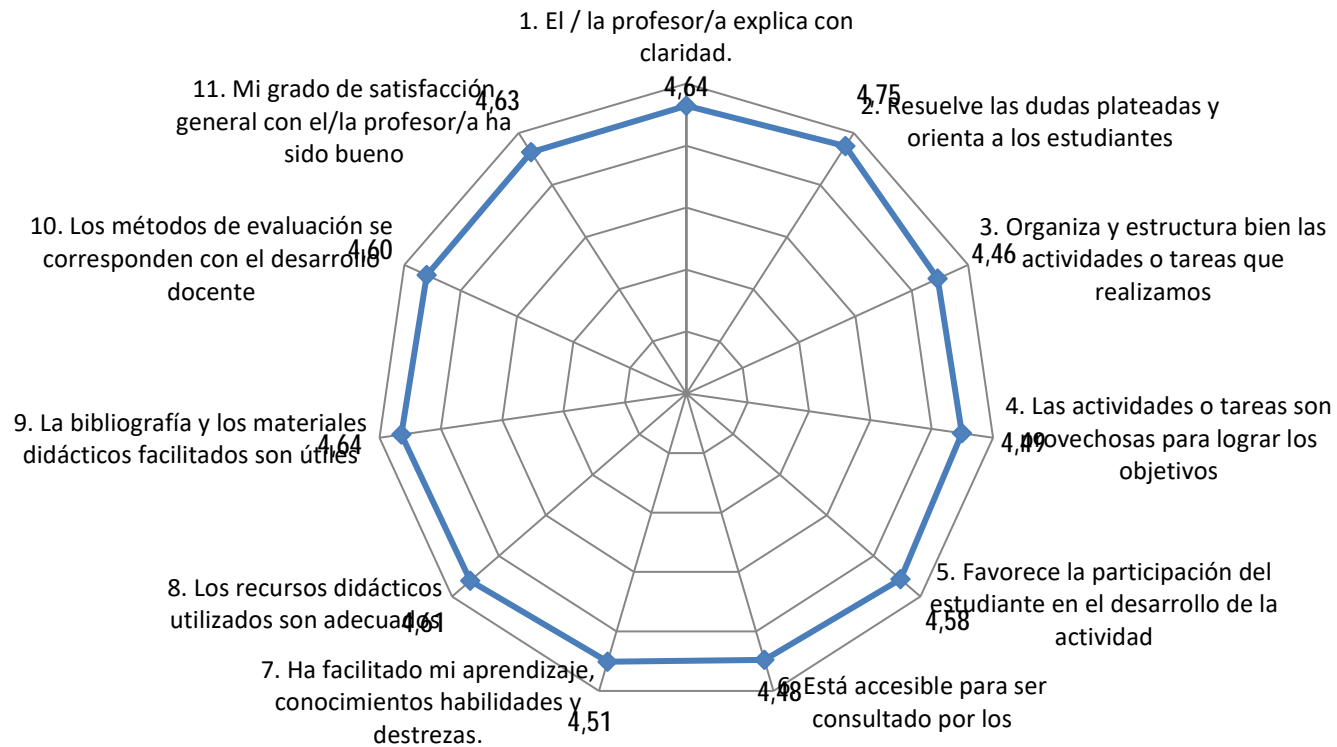 1. El / la profesor/a explica con
claridad.
4,64
4,75
2. Resuelve las dudas plateadas y
orienta a los estudiantes
3. Organiza y estructura bien las
actividades o tareas que
realizamos
4,46
4. Las actividades o tareas son
provechosas para lograr los
objetivos
4,49
5. Favorece la participación del
estudiante en el desarrollo de la
actividad
4,58
6. Está accesible para ser
consultado por los
4,48
7. Ha facilitado mi aprendizaje,
conocimientos habilidades y
destrezas.
4,51
8. Los recursos didácticos
utilizados son adecuados
4,61
9. La bibliografía y los materiales
didácticos facilitados son útiles
4,64
10. Los métodos de evaluación se
corresponden con el desarrollo
docente
4,60
11. Mi grado de satisfacción
general con el/la profesor/a ha
sido bueno
4,63